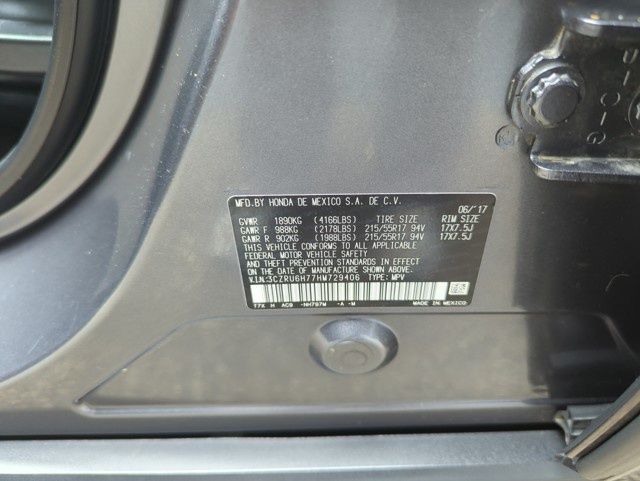 MFD.BY HONDA DE MEXICO S.A. DE C.V. 06/'17
GVWR 1890KG (4166LBS) TIRE SIZE RIM SIZE
GAWR F 988KG (2178LBS) 215/55R17 94V 17X7.5J
GAWR R 902KG (1988LBS) 215/55R17 94V 17X7.5J
THIS VEHICLE CONFORMS TO ALL APPLICABLE
FEDERAL MOTOR VEHICLE SAFETY AND
THEFT PREVENTION STANDARDS IN EFFECT
ON THE DATE OF MANUFACTURE SHOWN ABOVE.
V.I.N:3CZRU6H77HM729406 TYPE: MPV
T7X H AC9 -NH797M -A -M MADE IN MEXICO